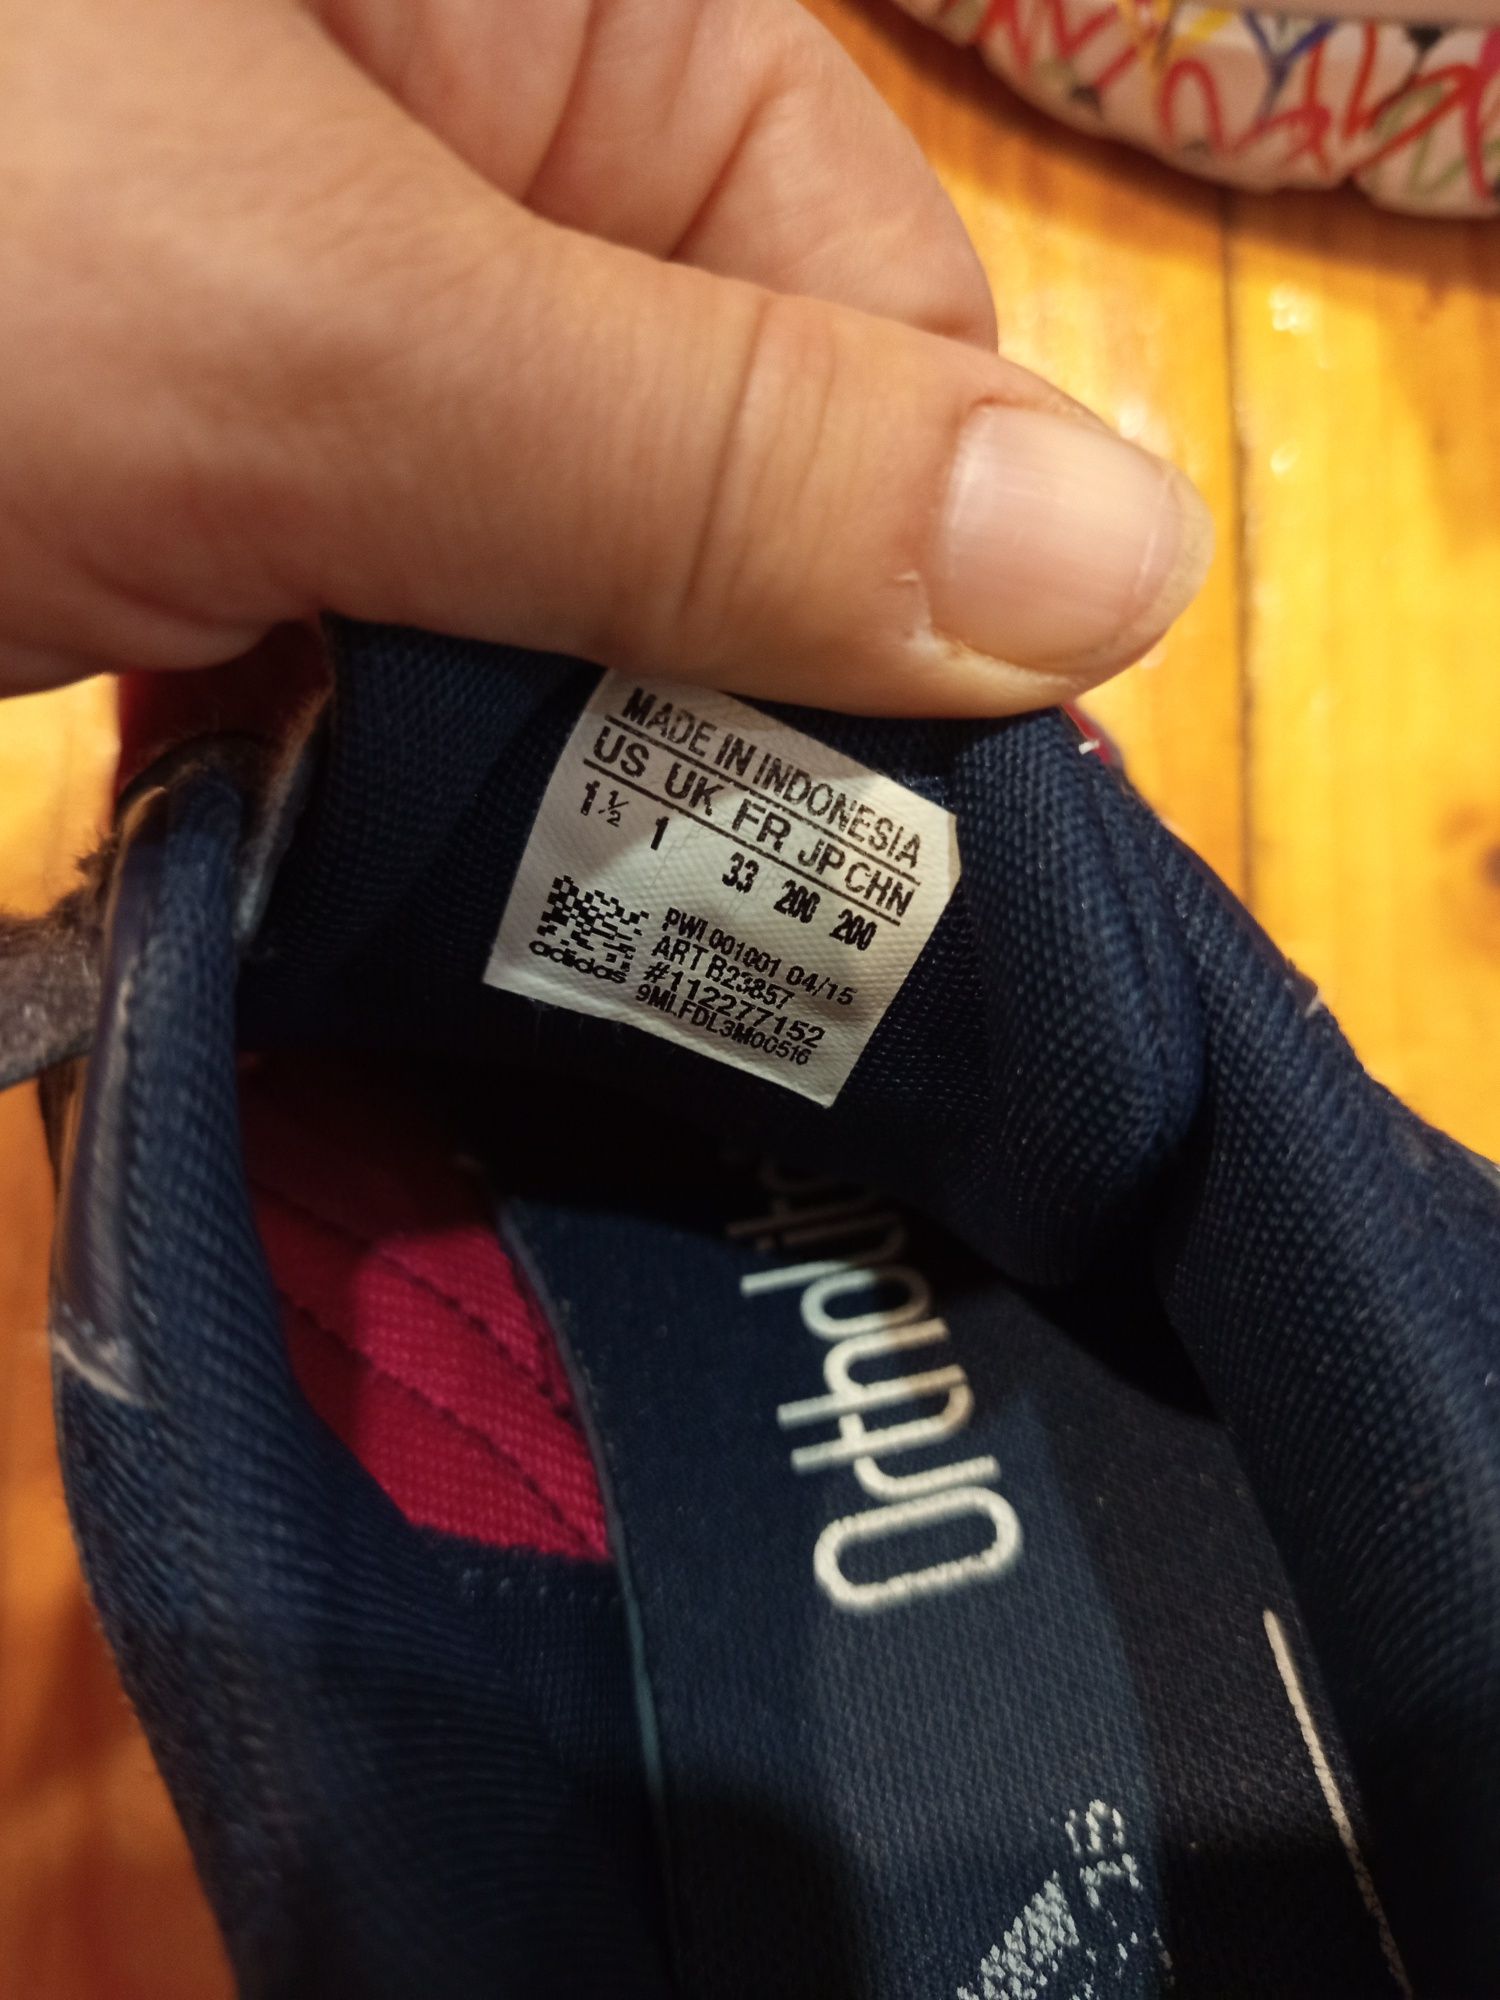 MADE IN INDONESIA
US UK FR JP CHN
1½ 1 33 200 200
PWI 001001 04/15
ART B23857
#112277152
9MLFDL3M00516
adidas
Ortholite